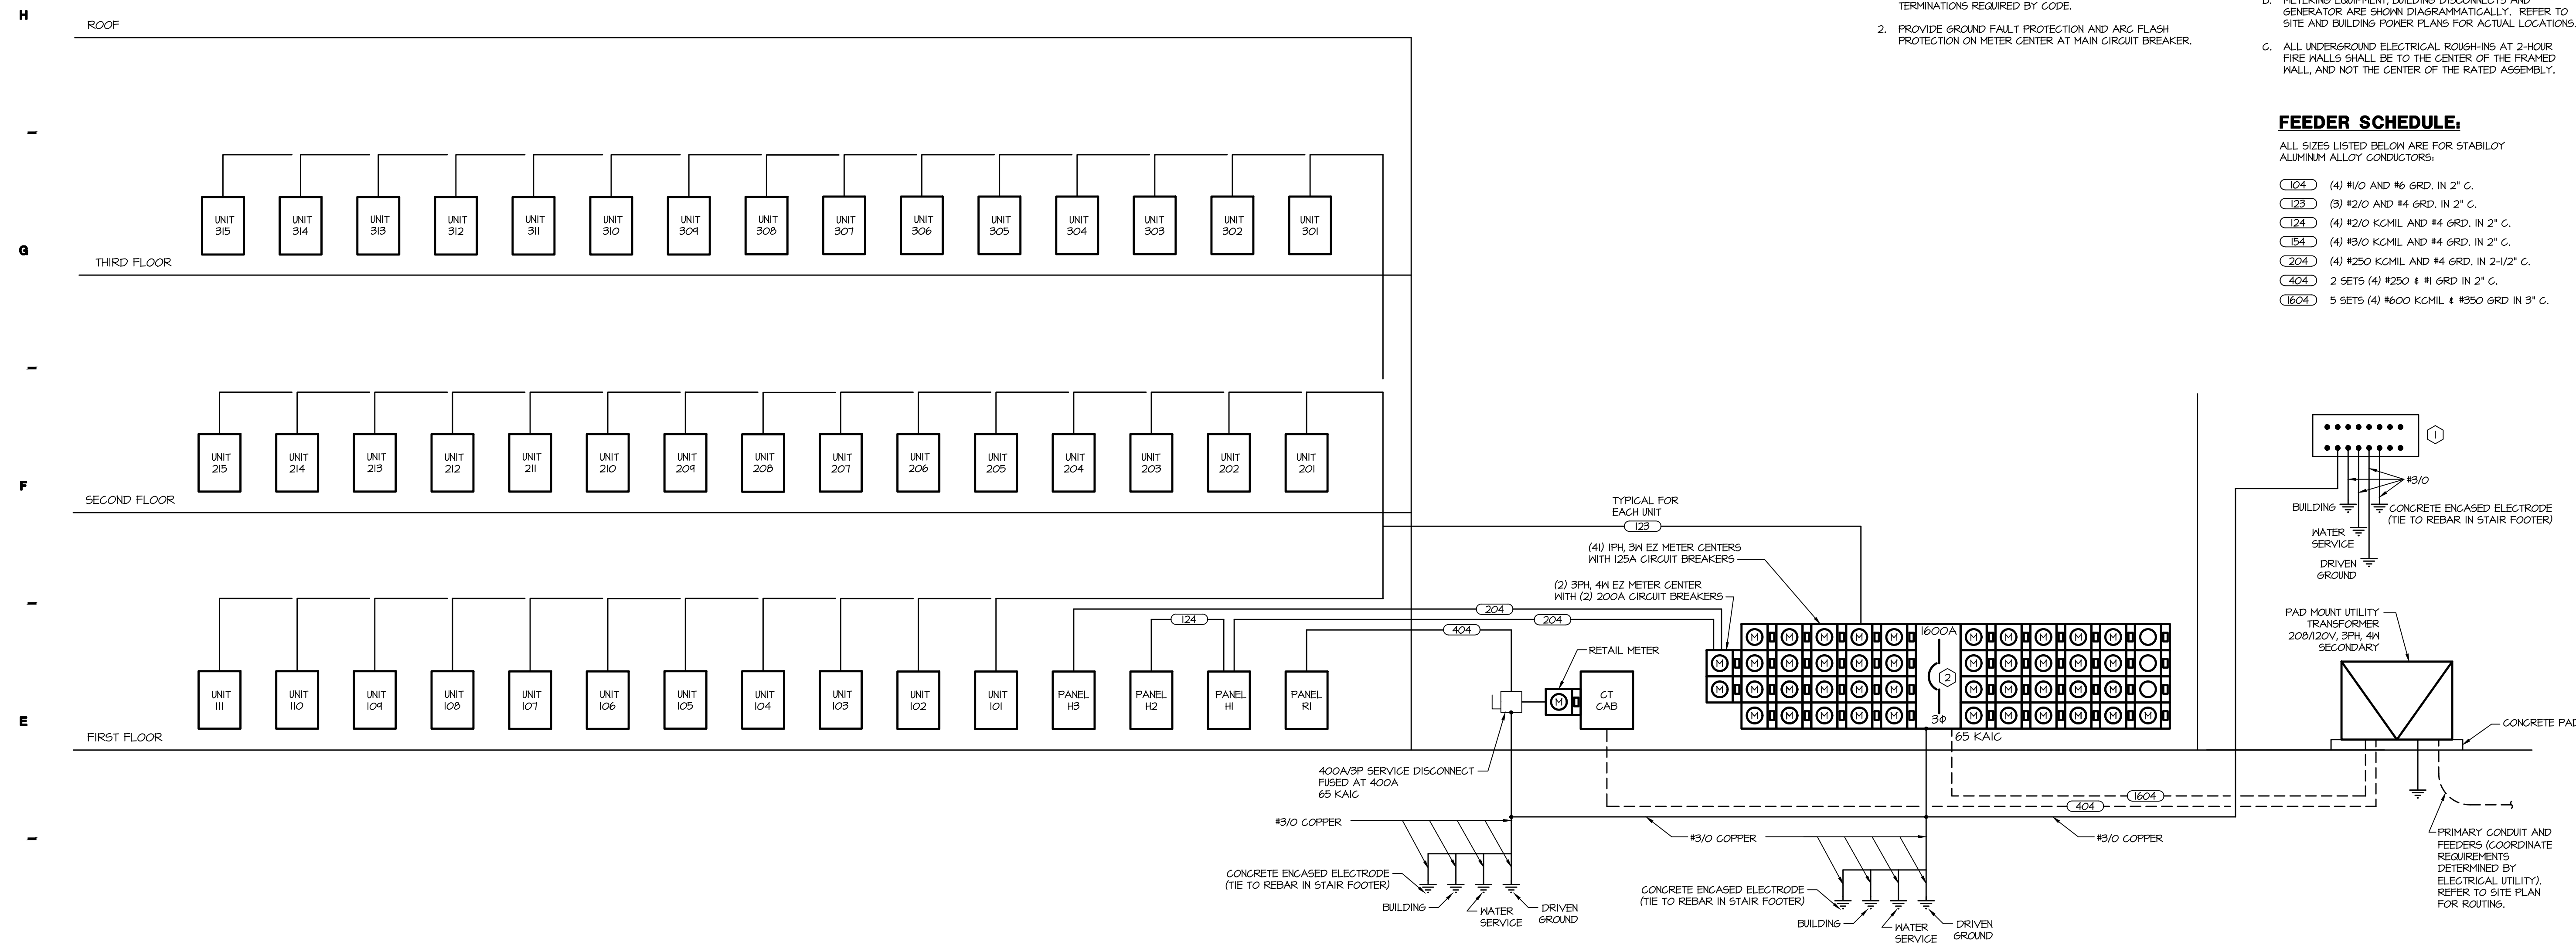 H
ROOF
TERMINATIONS REQUIRED BY CODE.
2. PROVIDE GROUND FAULT PROTECTION AND ARC FLASH
PROTECTION ON METER CENTER AT MAIN CIRCUIT BREAKER.
GENERATOR ARE SHOWN DIAGRAMMATICALLY. REFER TO
SITE AND BUILDING POWER PLANS FOR ACTUAL LOCATIONS.
C. ALL UNDERGROUND ELECTRICAL ROUGH-INS AT 2-HOUR
FIRE WALLS SHALL BE TO THE CENTER OF THE FRAMED
WALL, AND NOT THE CENTER OF THE RATED ASSEMBLY.
FEEDER SCHEDULE:
ALL SIZES LISTED BELOW ARE FOR STABILOY
ALUMINUM ALLOY CONDUCTORS:
104 (4) #1/0 AND #6 GRD. IN 2" C.
123 (3) #2/0 AND #4 GRD. IN 2" C.
124 (4) #2/0 KCMIL AND #4 GRD. IN 2" C.
154 (4) #3/0 KCMIL AND #4 GRD. IN 2" C.
204 (4) #250 KCMIL AND #4 GRD. IN 2-1/2" C.
404 2 SETS (4) #250 & #1 GRD IN 2" C.
1604 5 SETS (4) #600 KCMIL & #350 GRD IN 3" C.
UNIT 315
UNIT 314
UNIT 313
UNIT 312
UNIT 311
UNIT 310
UNIT 309
UNIT 308
UNIT 307
UNIT 306
UNIT 305
UNIT 304
UNIT 303
UNIT 302
UNIT 301
G
THIRD FLOOR
UNIT 215
UNIT 214
UNIT 213
UNIT 212
UNIT 211
UNIT 210
UNIT 209
UNIT 208
UNIT 207
UNIT 206
UNIT 205
UNIT 204
UNIT 203
UNIT 202
UNIT 201
F
SECOND FLOOR
1
#3/0
BUILDING
CONCRETE ENCASED ELECTRODE
(TIE TO REBAR IN STAIR FOOTER)
WATER
SERVICE
DRIVEN
GROUND
TYPICAL FOR
EACH UNIT
123
(41) 1PH, 3W EZ METER CENTERS
WITH 125A CIRCUIT BREAKERS
(2) 3PH, 4W EZ METER CENTER
WITH (2) 200A CIRCUIT BREAKERS
204
124
204
404
UNIT 111
UNIT 110
UNIT 109
UNIT 108
UNIT 107
UNIT 106
UNIT 105
UNIT 104
UNIT 103
UNIT 102
UNIT 101
PANEL H3
PANEL H2
PANEL H1
PANEL R1
RETAIL METER
M
CT
CAB
M M M M M 1600A M M M M M
M M M M M M M M M M M
M M M M M M 2 M M M M M
M M M M M 3Φ M M M M M M
65 KAIC
PAD MOUNT UTILITY
TRANSFORMER
208/120V, 3PH, 4W
SECONDARY
CONCRETE PAD
E
FIRST FLOOR
400A/3P SERVICE DISCONNECT
FUSED AT 400A
65 KAIC
1604
404
#3/0 COPPER
#3/0 COPPER
#3/0 COPPER
CONCRETE ENCASED ELECTRODE
(TIE TO REBAR IN STAIR FOOTER)
BUILDING
WATER
SERVICE
DRIVEN
GROUND
CONCRETE ENCASED ELECTRODE
(TIE TO REBAR IN STAIR FOOTER)
BUILDING
WATER
SERVICE
DRIVEN
GROUND
PRIMARY CONDUIT AND
FEEDERS (COORDINATE
REQUIREMENTS
DETERMINED BY
ELECTRICAL UTILITY).
REFER TO SITE PLAN
FOR ROUTING.